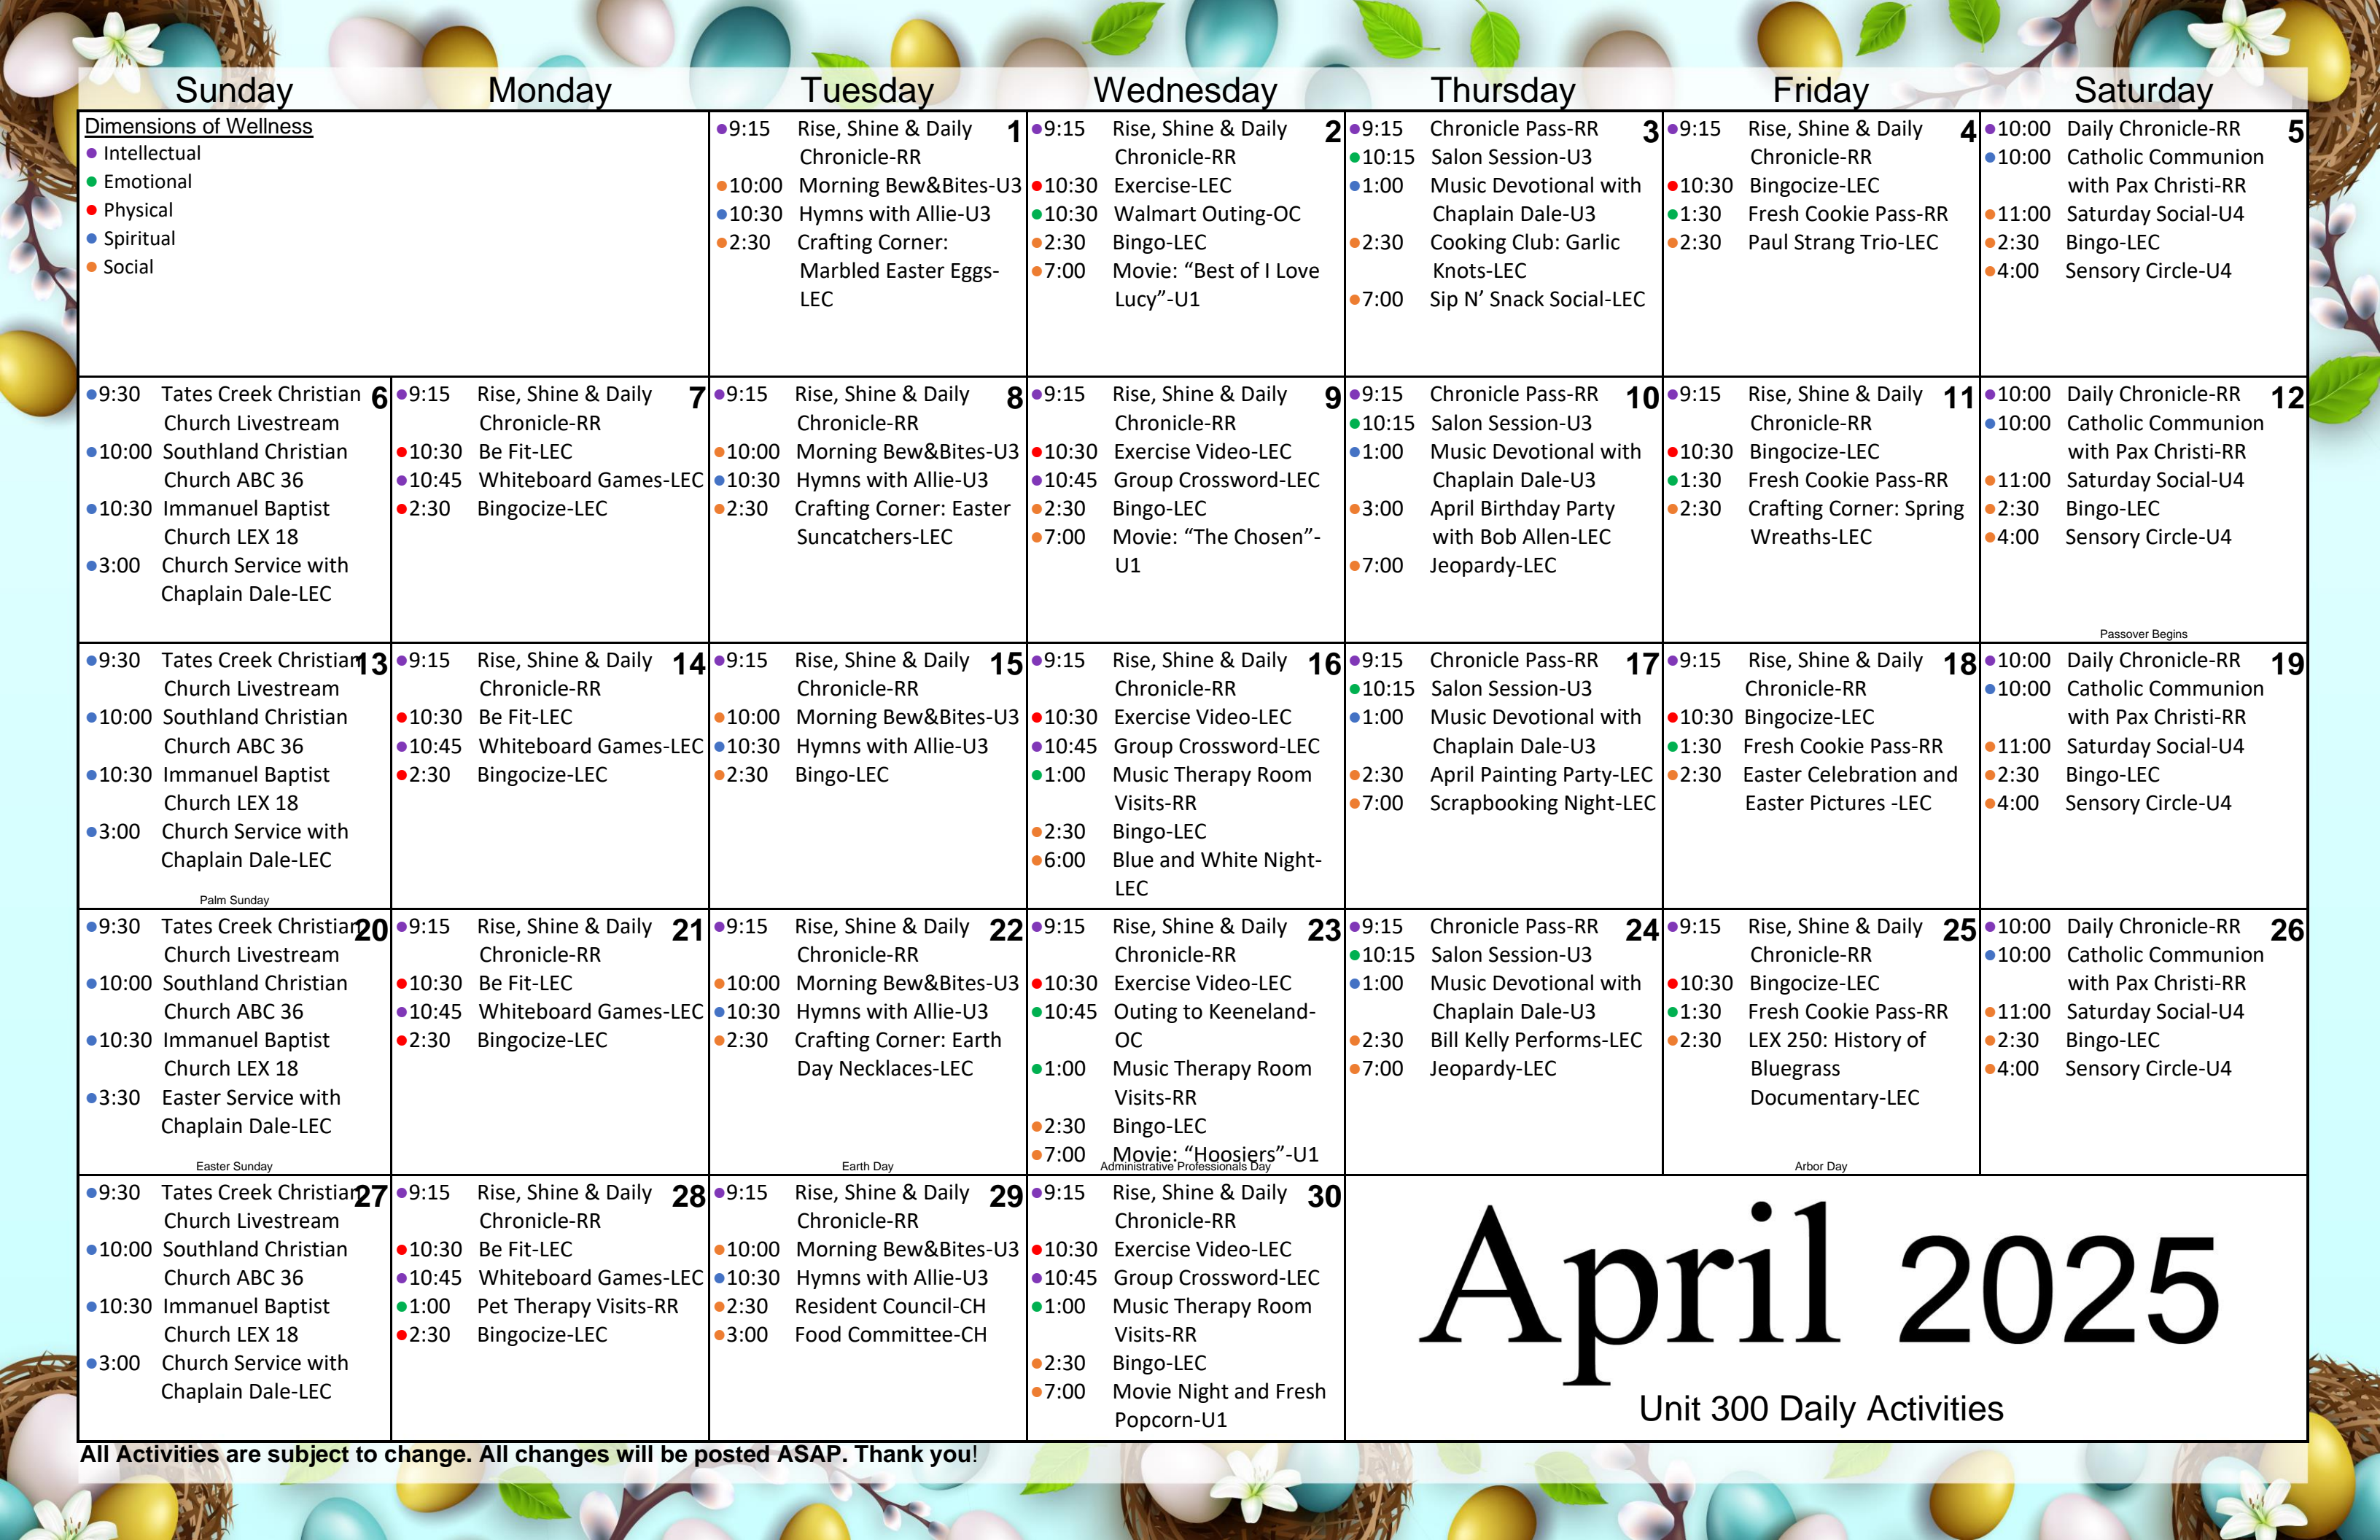 Sunday Monday Tuesday Wednesday Thursday Friday Saturday
Dimensions of Wellness
Intellectual
Emotional
Physical
Spiritual
Social
1
9:15 Rise, Shine & Daily
Chronicle-RR
10:00 Morning Bew&Bites-U3
10:30 Hymns with Allie-U3
2:30 Crafting Corner:
Marbled Easter Eggs-
LEC
2
9:15 Rise, Shine & Daily
Chronicle-RR
10:30 Exercise-LEC
10:30 Walmart Outing-OC
2:30 Bingo-LEC
7:00 Movie: “Best of I Love
Lucy”-U1
3
9:15 Chronicle Pass-RR
10:15 Salon Session-U3
1:00 Music Devotional with
Chaplain Dale-U3
2:30 Cooking Club: Garlic
Knots-LEC
7:00 Sip N’ Snack Social-LEC
4
9:15 Rise, Shine & Daily
Chronicle-RR
10:30 Bingocize-LEC
1:30 Fresh Cookie Pass-RR
2:30 Paul Strang Trio-LEC
5
10:00 Daily Chronicle-RR
10:00 Catholic Communion
with Pax Christi-RR
11:00 Saturday Social-U4
2:30 Bingo-LEC
4:00 Sensory Circle-U4
6
9:30 Tates Creek Christian
Church Livestream
10:00 Southland Christian
Church ABC 36
10:30 Immanuel Baptist
Church LEX 18
3:00 Church Service with
Chaplain Dale-LEC
7
9:15 Rise, Shine & Daily
Chronicle-RR
10:30 Be Fit-LEC
10:45 Whiteboard Games-LEC
2:30 Bingocize-LEC
8
9:15 Rise, Shine & Daily
Chronicle-RR
10:00 Morning Bew&Bites-U3
10:30 Hymns with Allie-U3
2:30 Crafting Corner: Easter
Suncatchers-LEC
9
9:15 Rise, Shine & Daily
Chronicle-RR
10:30 Exercise Video-LEC
10:45 Group Crossword-LEC
2:30 Bingo-LEC
7:00 Movie: “The Chosen”-
U1
10
9:15 Chronicle Pass-RR
10:15 Salon Session-U3
1:00 Music Devotional with
Chaplain Dale-U3
3:00 April Birthday Party
with Bob Allen-LEC
7:00 Jeopardy-LEC
11
9:15 Rise, Shine & Daily
Chronicle-RR
10:30 Bingocize-LEC
1:30 Fresh Cookie Pass-RR
2:30 Crafting Corner: Spring
Wreaths-LEC
12
10:00 Daily Chronicle-RR
10:00 Catholic Communion
with Pax Christi-RR
11:00 Saturday Social-U4
2:30 Bingo-LEC
4:00 Sensory Circle-U4
Passover Begins
13
9:30 Tates Creek Christian
Church Livestream
10:00 Southland Christian
Church ABC 36
10:30 Immanuel Baptist
Church LEX 18
3:00 Church Service with
Chaplain Dale-LEC
Palm Sunday
14
9:15 Rise, Shine & Daily
Chronicle-RR
10:30 Be Fit-LEC
10:45 Whiteboard Games-LEC
2:30 Bingocize-LEC
15
9:15 Rise, Shine & Daily
Chronicle-RR
10:00 Morning Bew&Bites-U3
10:30 Hymns with Allie-U3
2:30 Bingo-LEC
16
9:15 Rise, Shine & Daily
Chronicle-RR
10:30 Exercise Video-LEC
10:45 Group Crossword-LEC
1:00 Music Therapy Room
Visits-RR
2:30 Bingo-LEC
6:00 Blue and White Night-
LEC
17
9:15 Chronicle Pass-RR
10:15 Salon Session-U3
1:00 Music Devotional with
Chaplain Dale-U3
2:30 April Painting Party-LEC
7:00 Scrapbooking Night-LEC
18
9:15 Rise, Shine & Daily
Chronicle-RR
10:30 Bingocize-LEC
1:30 Fresh Cookie Pass-RR
2:30 Easter Celebration and
Easter Pictures -LEC
19
10:00 Daily Chronicle-RR
10:00 Catholic Communion
with Pax Christi-RR
11:00 Saturday Social-U4
2:30 Bingo-LEC
4:00 Sensory Circle-U4
20
9:30 Tates Creek Christian
Church Livestream
10:00 Southland Christian
Church ABC 36
10:30 Immanuel Baptist
Church LEX 18
3:30 Easter Service with
Chaplain Dale-LEC
Easter Sunday
21
9:15 Rise, Shine & Daily
Chronicle-RR
10:30 Be Fit-LEC
10:45 Whiteboard Games-LEC
2:30 Bingocize-LEC
22
9:15 Rise, Shine & Daily
Chronicle-RR
10:00 Morning Bew&Bites-U3
10:30 Hymns with Allie-U3
2:30 Crafting Corner: Earth
Day Necklaces-LEC
Earth Day
23
9:15 Rise, Shine & Daily
Chronicle-RR
10:30 Exercise Video-LEC
10:45 Outing to Keeneland-
OC
1:00 Music Therapy Room
Visits-RR
2:30 Bingo-LEC
7:00 Movie: “Hoosiers”-U1
Administrative Professionals Day
24
9:15 Chronicle Pass-RR
10:15 Salon Session-U3
1:00 Music Devotional with
Chaplain Dale-U3
2:30 Bill Kelly Performs-LEC
7:00 Jeopardy-LEC
25
9:15 Rise, Shine & Daily
Chronicle-RR
10:30 Bingocize-LEC
1:30 Fresh Cookie Pass-RR
2:30 LEX 250: History of
Bluegrass
Documentary-LEC
Arbor Day
26
10:00 Daily Chronicle-RR
10:00 Catholic Communion
with Pax Christi-RR
11:00 Saturday Social-U4
2:30 Bingo-LEC
4:00 Sensory Circle-U4
27
9:30 Tates Creek Christian
Church Livestream
10:00 Southland Christian
Church ABC 36
10:30 Immanuel Baptist
Church LEX 18
3:00 Church Service with
Chaplain Dale-LEC
28
9:15 Rise, Shine & Daily
Chronicle-RR
10:30 Be Fit-LEC
10:45 Whiteboard Games-LEC
1:00 Pet Therapy Visits-RR
2:30 Bingocize-LEC
29
9:15 Rise, Shine & Daily
Chronicle-RR
10:00 Morning Bew&Bites-U3
10:30 Hymns with Allie-U3
2:30 Resident Council-CH
3:00 Food Committee-CH
30
9:15 Rise, Shine & Daily
Chronicle-RR
10:30 Exercise Video-LEC
10:45 Group Crossword-LEC
1:00 Music Therapy Room
Visits-RR
2:30 Bingo-LEC
7:00 Movie Night and Fresh
Popcorn-U1
April 2025
Unit 300 Daily Activities
All Activities are subject to change. All changes will be posted ASAP. Thank you!